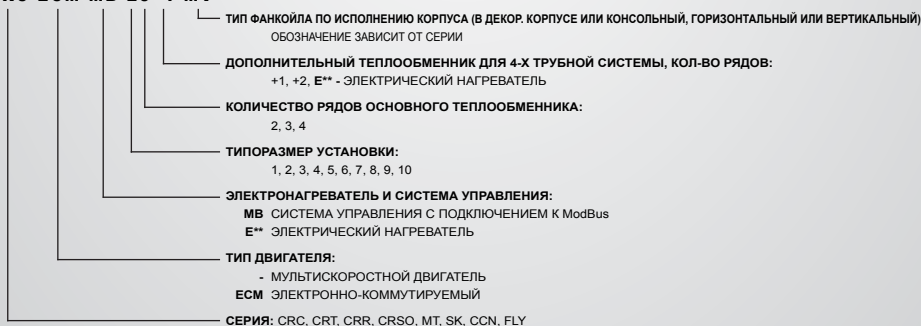 ТИП ФАНКОЙЛА ПО ИСПОЛНЕНИЮ КОРПУСА (В ДЕКОР. КОРПУСЕ ИЛИ КОНСОЛЬНЫЙ, ГОРИЗОНТАЛЬНЫЙ ИЛИ ВЕРТИКАЛЬНЫЙ)
ОБОЗНАЧЕНИЕ ЗАВИСИТ ОТ СЕРИИ
ДОПОЛНИТЕЛЬНЫЙ ТЕПЛООБМЕННИК ДЛЯ 4-Х ТРУБНОЙ СИСТЕМЫ, КОЛ-ВО РЯДОВ:
+1, +2, E** - ЭЛЕКТРИЧЕСКИЙ НАГРЕВАТЕЛЬ
КОЛИЧЕСТВО РЯДОВ ОСНОВНОГО ТЕПЛООБМЕННИКА:
2, 3, 4
ТИПОРАЗМЕР УСТАНОВКИ:
1, 2, 3, 4, 5, 6, 7, 8, 9, 10
ЭЛЕКТРОНАГРЕВАТЕЛЬ И СИСТЕМА УПРАВЛЕНИЯ:
MB СИСТЕМА УПРАВЛЕНИЯ С ПОДКЛЮЧЕНИЕМ К ModBus
E** ЭЛЕКТРИЧЕСКИЙ НАГРЕВАТЕЛЬ
ТИП ДВИГАТЕЛЯ:
- МУЛЬТИСКОРОСТНОЙ ДВИГАТЕЛЬ
ECM ЭЛЕКТРОННО-КОММУТИРУЕМЫЙ
СЕРИЯ: CRC, CRT, CRR, CRSO, MT, SK, CCN, FLY